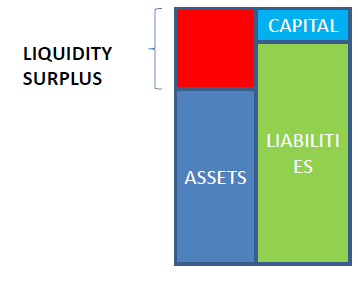 LIQUIDITY
SURPLUS
CAPITAL
ASSETS
LIABILITI
ES